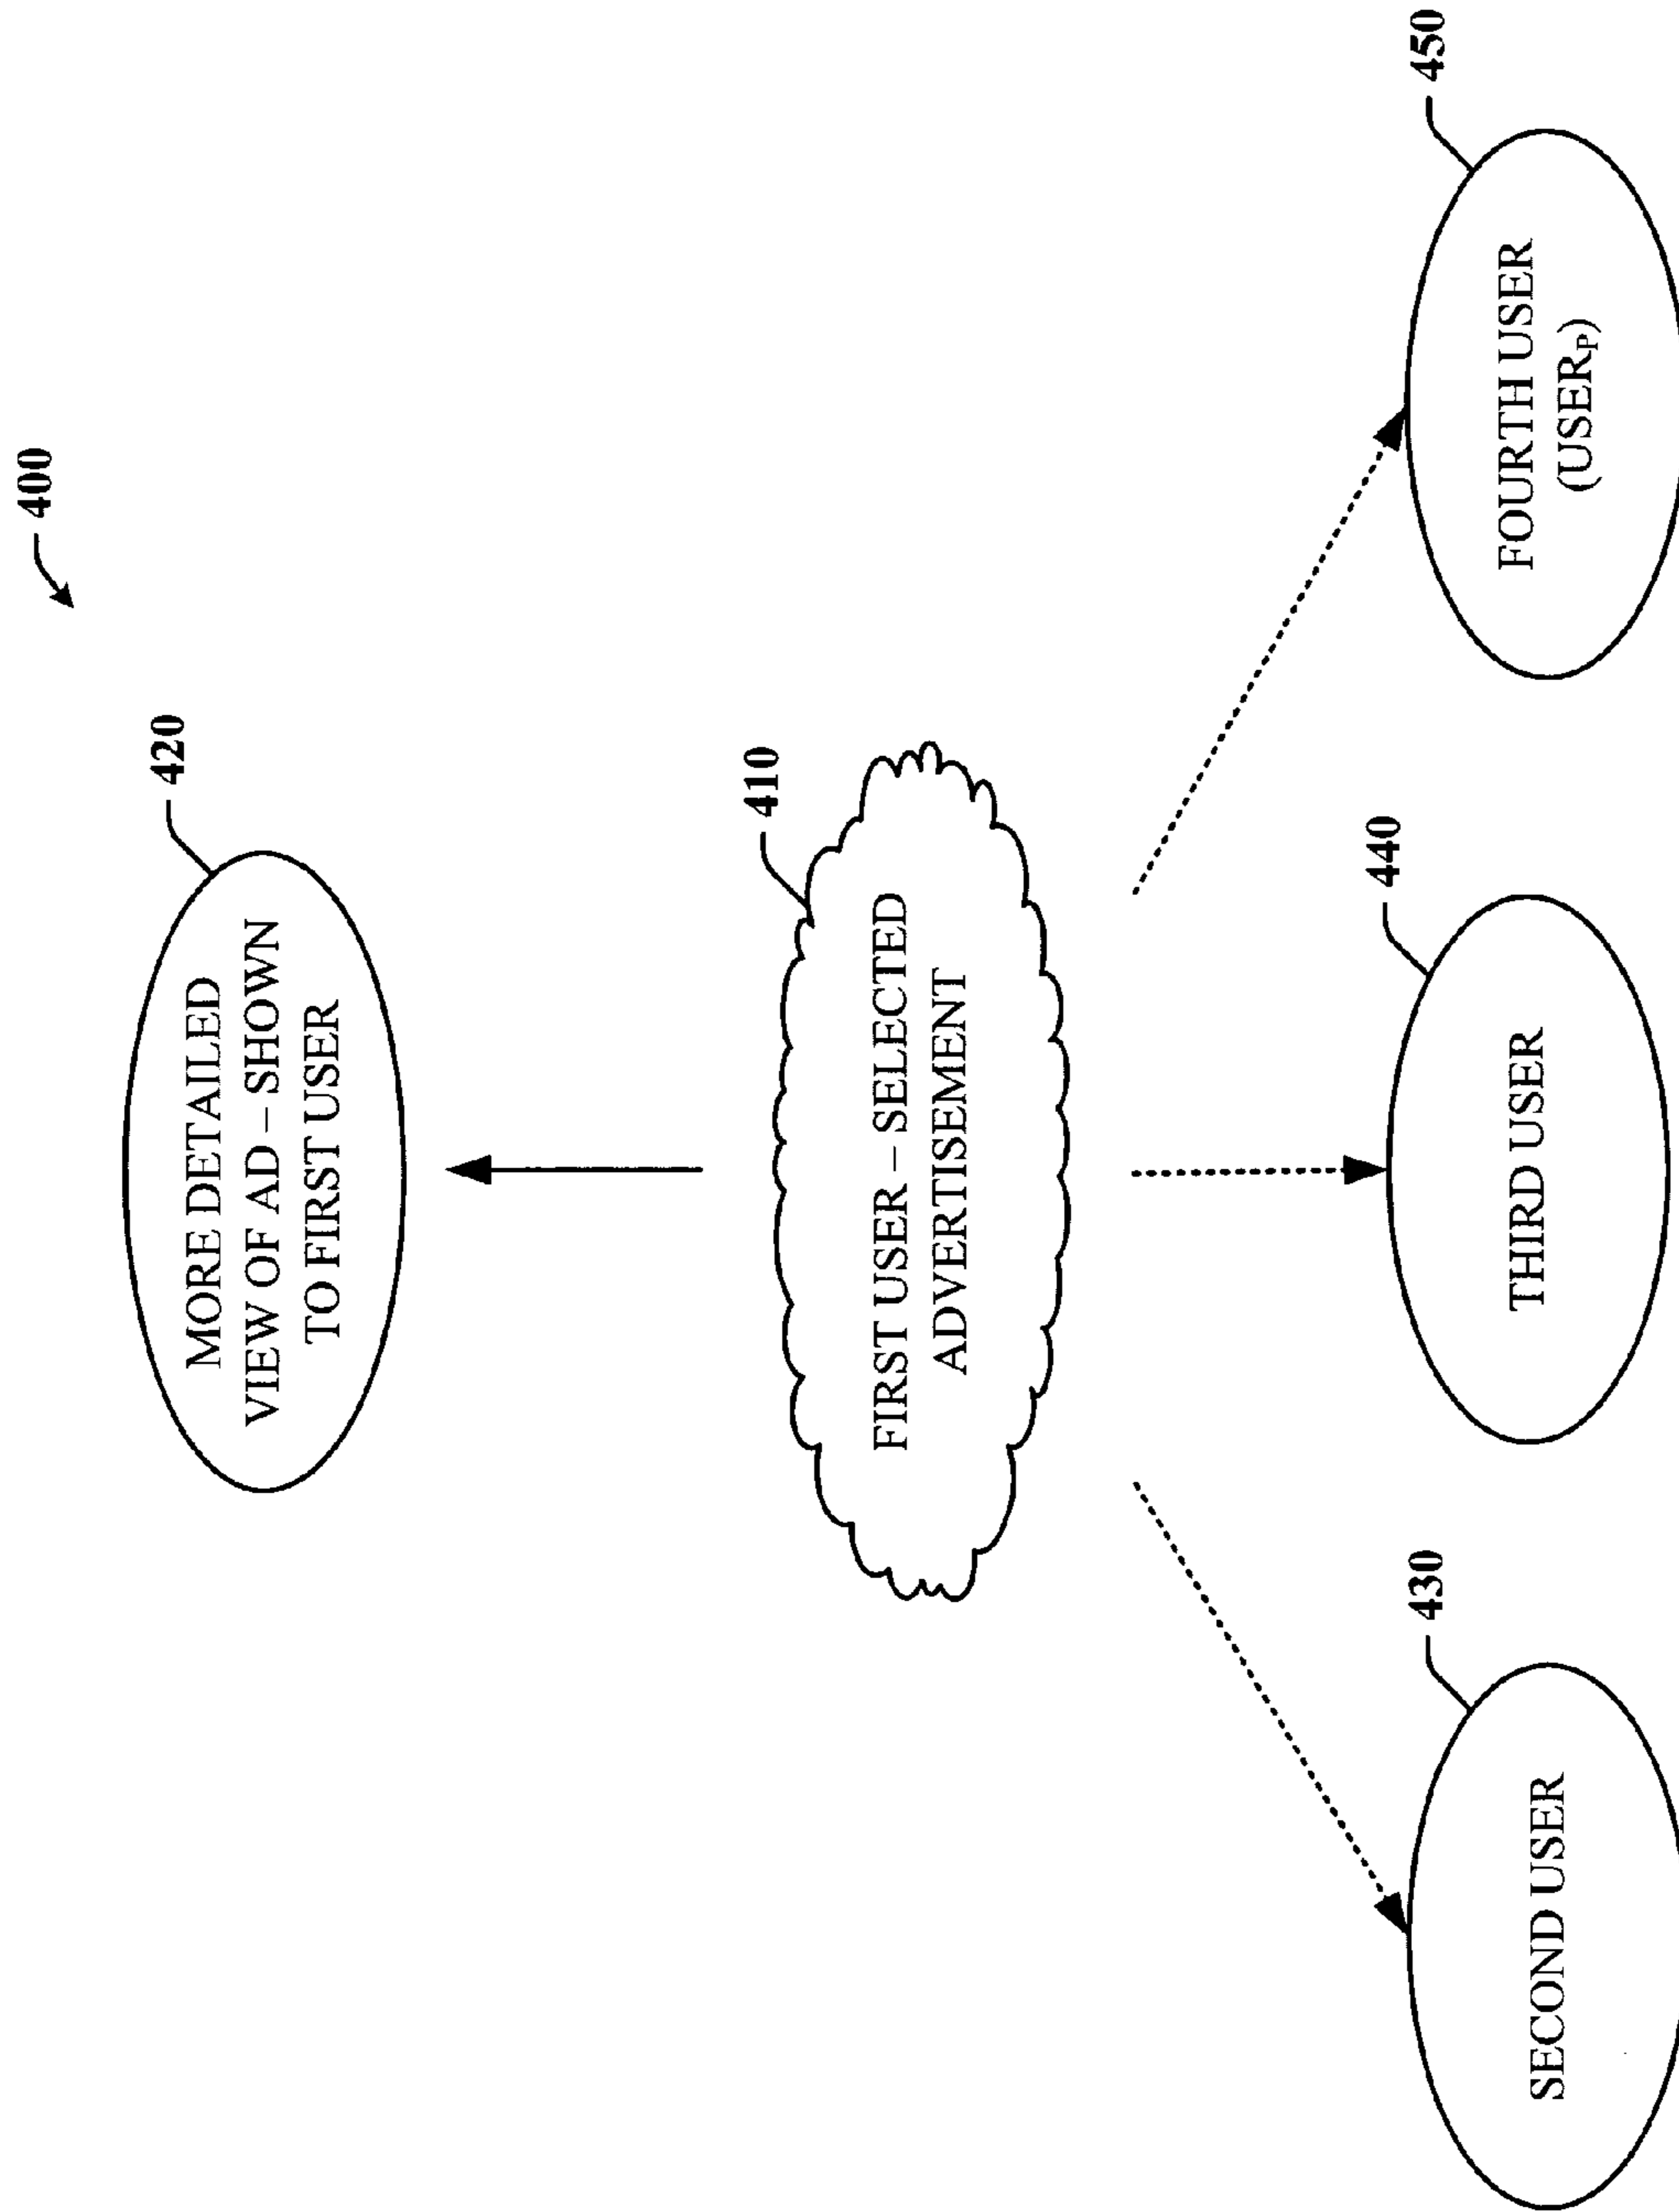 400
420
MORE DETAILED
VIEW OF AD – SHOWN
TO FIRST USER
410
FIRST USER – SELECTED
ADVERTISEMENT
430
SECOND USER
440
THIRD USER
450
FOURTH USER
(USERP)